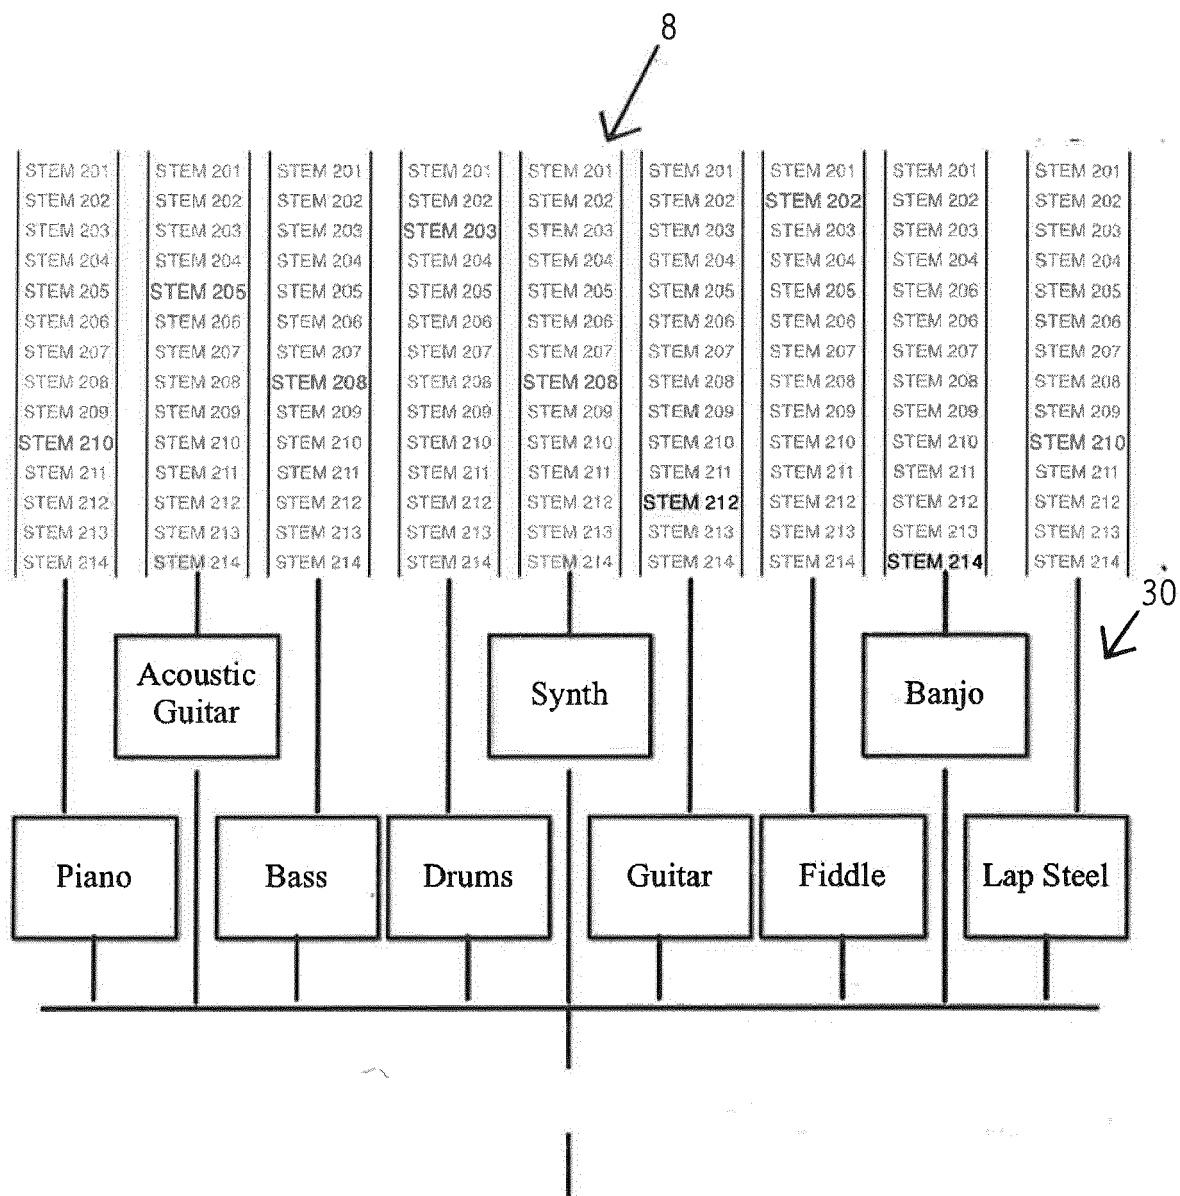 8
STEM 201 STEM 201 STEM 201 STEM 201 STEM 201 STEM 201 STEM 201 STEM 201 STEM 201
STEM 202 STEM 202 STEM 202 STEM 202 STEM 202 STEM 202 STEM 202 STEM 202 STEM 202
STEM 203 STEM 203 STEM 203 STEM 203 STEM 203 STEM 203 STEM 203 STEM 203 STEM 203
STEM 204 STEM 204 STEM 204 STEM 204 STEM 204 STEM 204 STEM 204 STEM 204 STEM 204
STEM 205 STEM 205 STEM 205 STEM 205 STEM 205 STEM 205 STEM 205 STEM 206 STEM 205
STEM 206 STEM 206 STEM 206 STEM 206 STEM 206 STEM 206 STEM 206 STEM 206 STEM 206
STEM 207 STEM 207 STEM 207 STEM 207 STEM 207 STEM 207 STEM 207 STEM 207 STEM 207
STEM 208 STEM 208 STEM 208 STEM 208 STEM 208 STEM 208 STEM 208 STEM 208 STEM 208
STEM 209 STEM 209 STEM 209 STEM 209 STEM 209 STEM 209 STEM 209 STEM 209 STEM 209
STEM 210 STEM 210 STEM 210 STEM 210 STEM 210 STEM 210 STEM 210 STEM 210 STEM 210
STEM 211 STEM 211 STEM 211 STEM 211 STEM 211 STEM 211 STEM 211 STEM 211 STEM 211
STEM 212 STEM 212 STEM 212 STEM 212 STEM 212 STEM 212 STEM 212 STEM 212 STEM 212
STEM 213 STEM 213 STEM 213 STEM 213 STEM 213 STEM 213 STEM 213 STEM 213 STEM 213
STEM 214 STEM 214 STEM 214 STEM 214 STEM 214 STEM 214 STEM 214 STEM 214 STEM 214
30
Acoustic
Guitar
Synth
Banjo
Piano
Bass
Drums
Guitar
Fiddle
Lap Steel